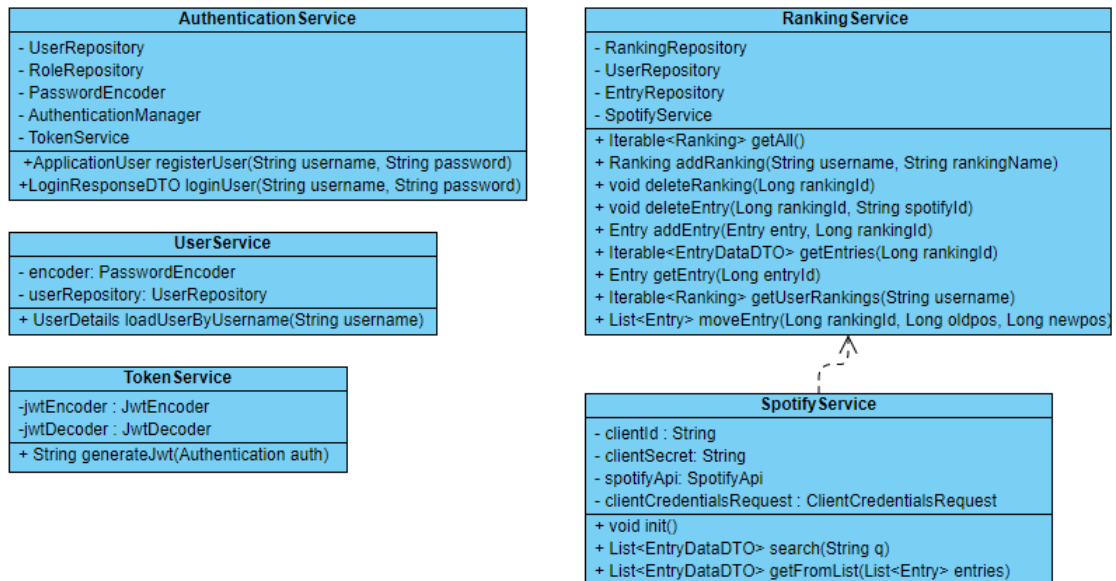 AuthenticationService
- UserRepository
- RoleRepository
- PasswordEncoder
- AuthenticationManager
- TokenService
+ApplicationUser registerUser(String username, String password)
+LoginResponseDTO loginUser(String username, String password)
UserService
- encoder: PasswordEncoder
- userRepository: UserRepository
+ UserDetails loadUserByUsername(String username)
TokenService
-jwtEncoder : JwtEncoder
-jwtDecoder : JwtDecoder
+ String generateJwt(Authentication auth)
RankingService
- RankingRepository
- UserRepository
- EntryRepository
- SpotifyService
+ Iterable<Ranking> getAll()
+ Ranking addRanking(String username, String rankingName)
+ void deleteRanking(Long rankingId)
+ void deleteEntry(Long rankingId, String spotifyId)
+ Entry addEntry(Entry entry, Long rankingId)
+ Iterable<EntryDataDTO> getEntries(Long rankingId)
+ Entry getEntry(Long entryId)
+ Iterable<Ranking> getUserRankings(String username)
+ List<Entry> moveEntry(Long rankingId, Long oldpos, Long newpos)
SpotifyService
- clientId : String
- clientSecret: String
- spotifyApi: SpotifyApi
- clientCredentialsRequest : ClientCredentialsRequest
+ void init()
+ List<EntryDataDTO> search(String q)
+ List<EntryDataDTO> getFromList(List<Entry> entries)